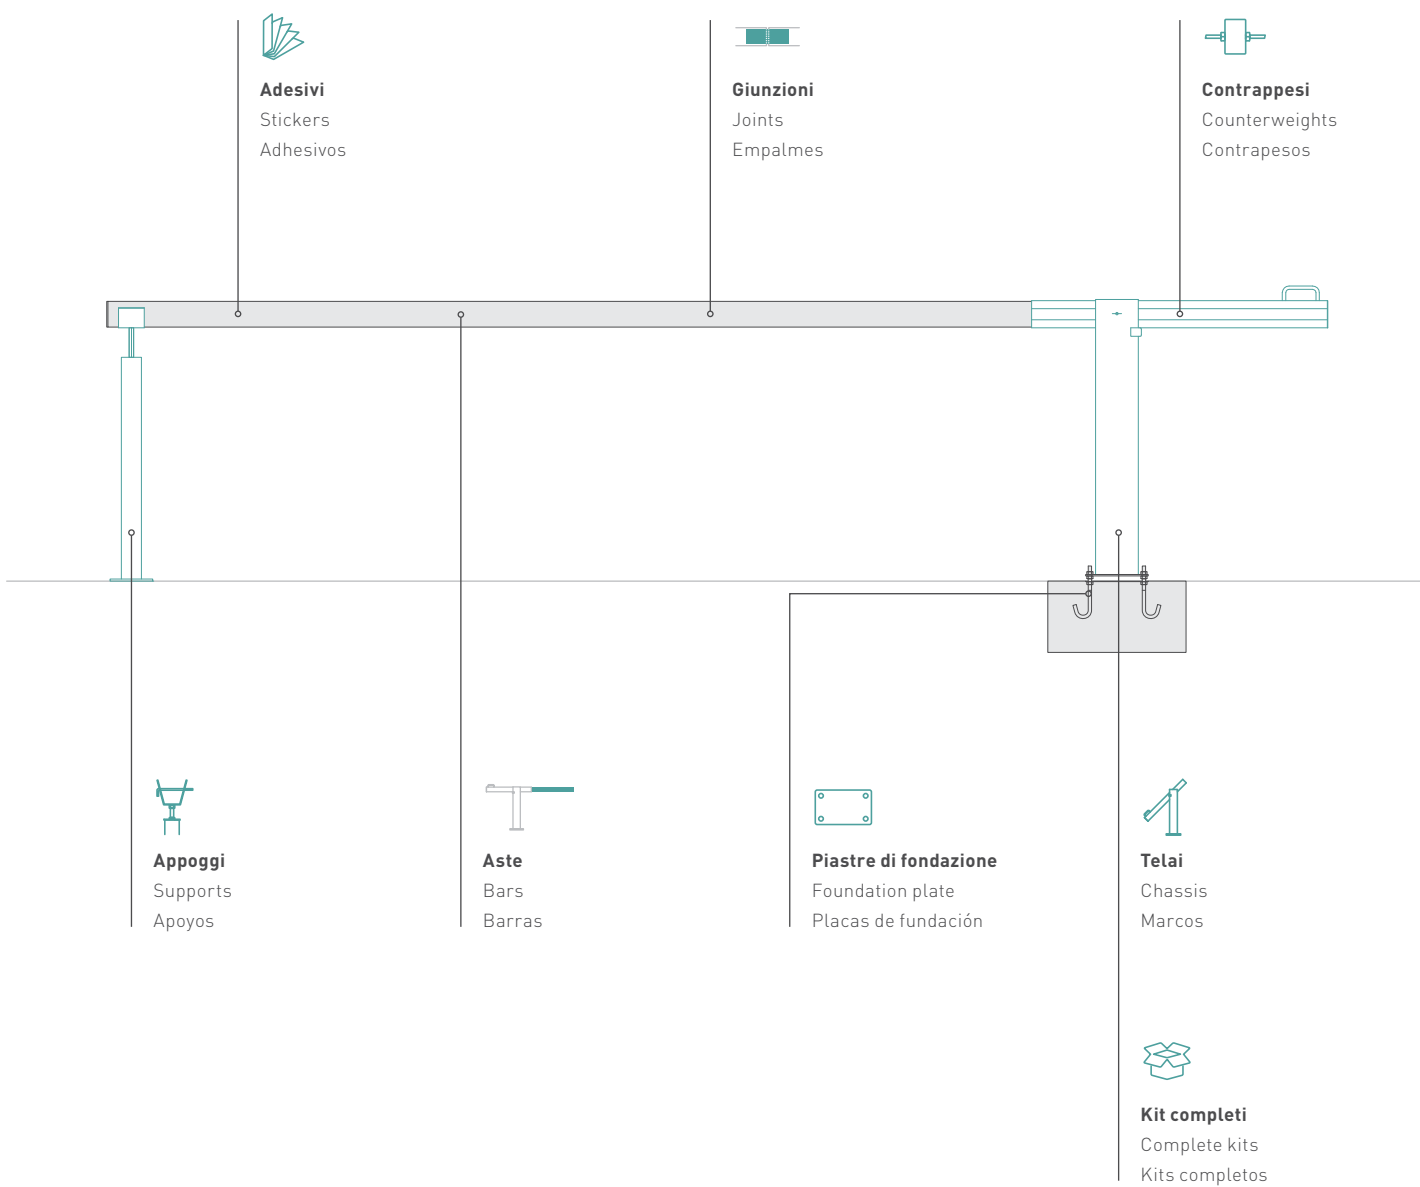 Adesivi
Stickers
Adhesivos
Giunzioni
Joints
Empalmes
Contrappesi
Counterweights
Contrapesos
Appoggi
Supports
Apoyos
Aste
Bars
Barras
Piastre di fondazione
Foundation plate
Placas de fundación
Telai
Chassis
Marcos
Kit completi
Complete kits
Kits completos